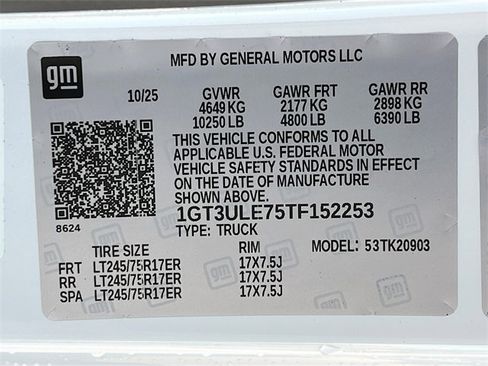 gm
MFD BY GENERAL MOTORS LLC
10/25 GVWR GAWR FRT GAWR RR
4649 KG 2177 KG 2898 KG
10250 LB 4800 LB 6390 LB
THIS VEHICLE CONFORMS TO ALL
APPLICABLE U.S. FEDERAL MOTOR
VEHICLE SAFETY STANDARDS IN EFFECT
ON THE DATE OF MANUFACTURE
SHOWN ABOVE.
1GT3ULE75TF152253
8624
TYPE: TRUCK
TIRE SIZE RIM MODEL: 53TK20903
FRT LT245/75R17ER 17X7.5J
RR LT245/75R17ER 17X7.5J
SPA LT245/75R17ER 17X7.5J